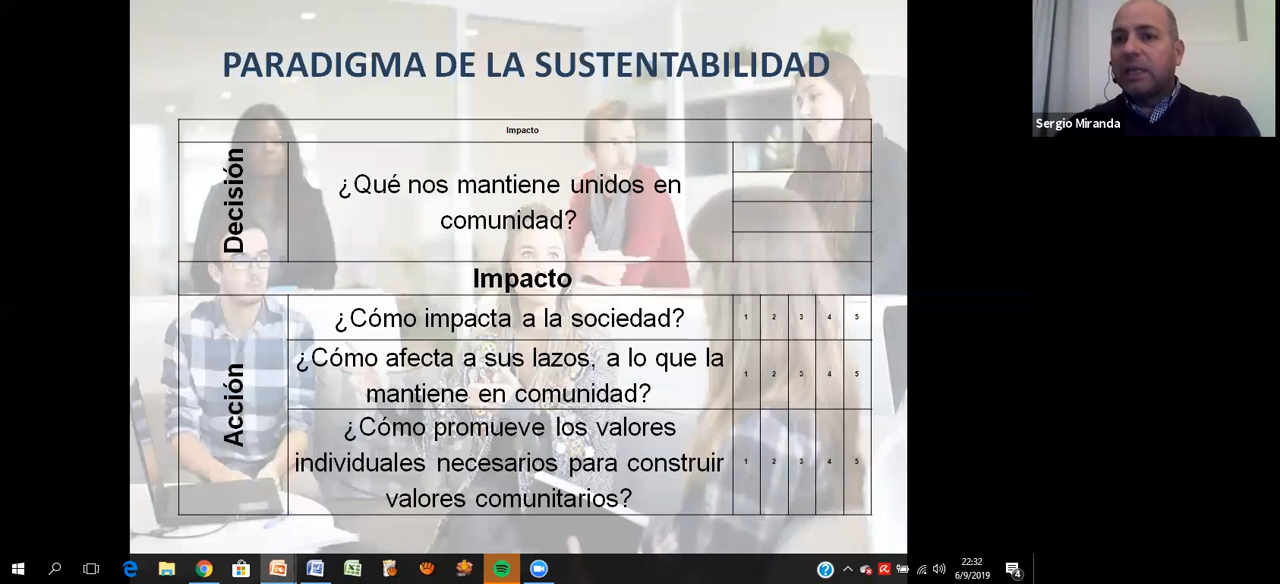 PARADIGMA DE LA SUSTENTABILIDAD
Sergio Miranda
Impacto
Decisión
¿Qué nos mantiene unidos en
comunidad?
Impacto
Acción
¿Cómo impacta a la sociedad?
1 2 3 4 5
¿Cómo afecta a sus lazos, a lo que la
mantiene en comunidad?
1 2 3 4 5
¿Cómo promueve los valores
individuales necesarios para construir
valores comunitarios?
1 2 3 4 5
22:32
6/9/2019
4